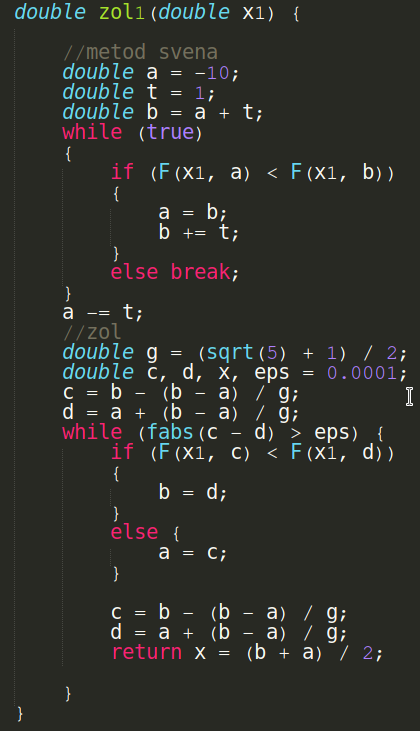 double zol1(double x1) {
//metod svena
double a = -10;
double t = 1;
double b = a + t;
while (true)
{
if (F(x1, a) < F(x1, b))
{
a = b;
b += t;
}
else break;
}
a -= t;
//zol
double g = (sqrt(5) + 1) / 2;
double c, d, x, eps = 0.0001;
c = b - (b - a) / g;
d = a + (b - a) / g;
while (fabs(c - d) > eps) {
if (F(x1, c) < F(x1, d))
{
b = d;
}
else {
a = c;
}
c = b - (b - a) / g;
d = a + (b - a) / g;
return x = (b + a) / 2;
}
}